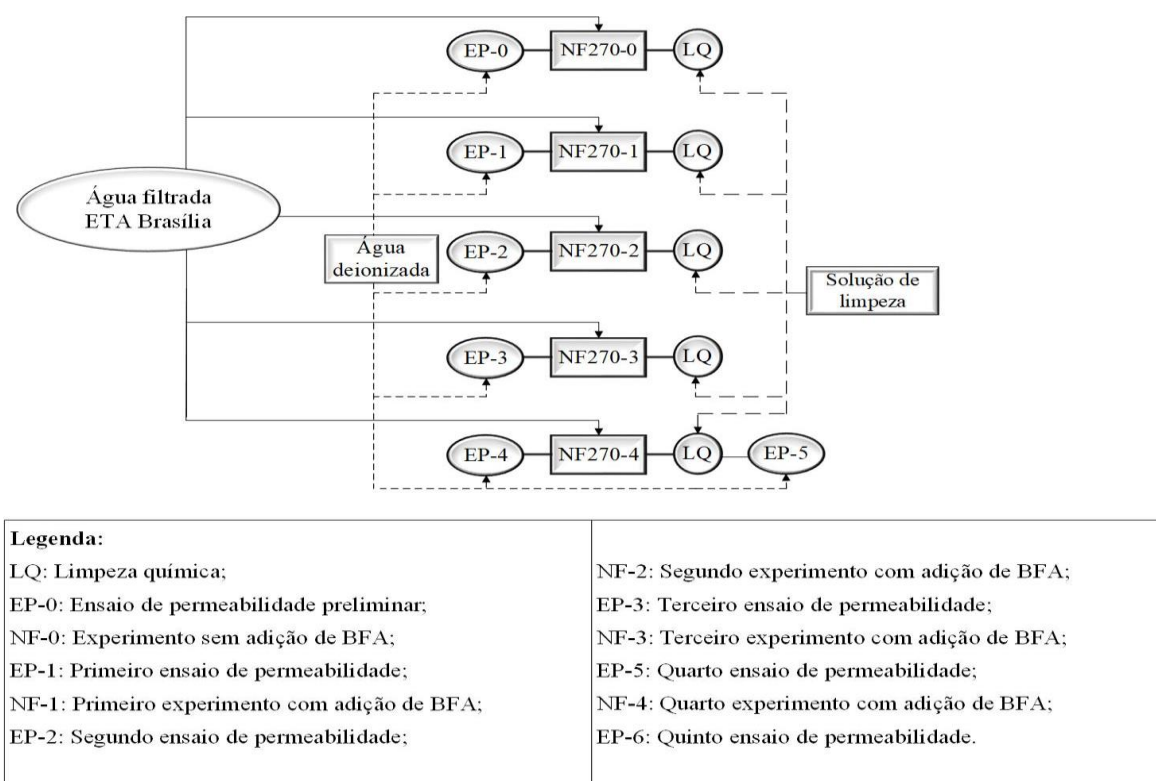 EP-0
NF270-0
LQ
EP-1
NF270-1
LQ
Água filtrada
ETA Brasília
Água
deionizada
EP-2
NF270-2
LQ
Solução de
limpeza
EP-3
NF270-3
LQ
EP-4
NF270-4
LQ
EP-5
Legenda:
LQ: Limpeza química;
EP-0: Ensaio de permeabilidade preliminar;
NF-0: Experimento sem adição de BFA;
EP-1: Primeiro ensaio de permeabilidade;
NF-1: Primeiro experimento com adição de BFA;
EP-2: Segundo ensaio de permeabilidade;
NF-2: Segundo experimento com adição de BFA;
EP-3: Terceiro ensaio de permeabilidade;
NF-3: Terceiro experimento com adição de BFA;
EP-5: Quarto ensaio de permeabilidade;
NF-4: Quarto experimento com adição de BFA;
EP-6: Quinto ensaio de permeabilidade.